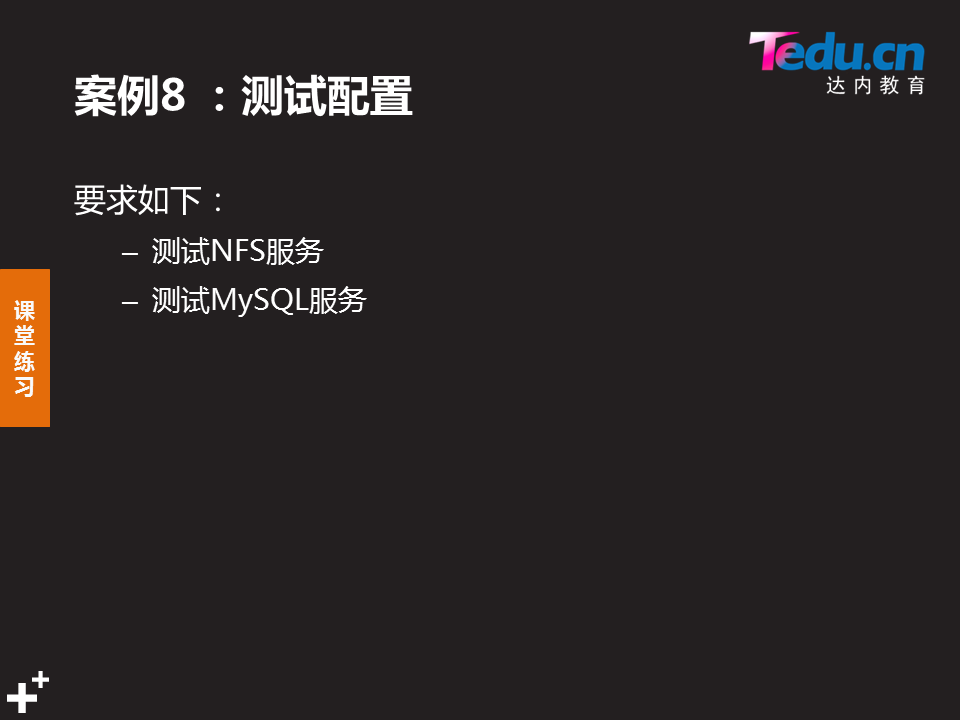 Tedu.cn
达内教育
案例8 ：测试配置
要求如下：
– 测试NFS服务
– 测试MySQL服务
课
堂
练
习